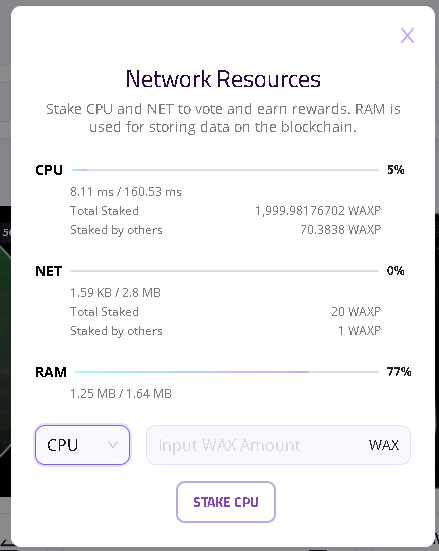 Network Resources
Stake CPU and NET to vote and earn rewards. RAM is
used for storing data on the blockchain.
CPU 5%
8.11 ms / 160.53 ms
Total Staked 1,999.98176702 WAXP
Staked by others 70.3838 WAXP
NET 0%
1.59 KB / 2.8 MB
Total Staked 20 WAXP
Staked by others 1 WAXP
RAM 77%
1.25 MB / 1.64 MB
CPU Input WAX Amount WAX
STAKE CPU